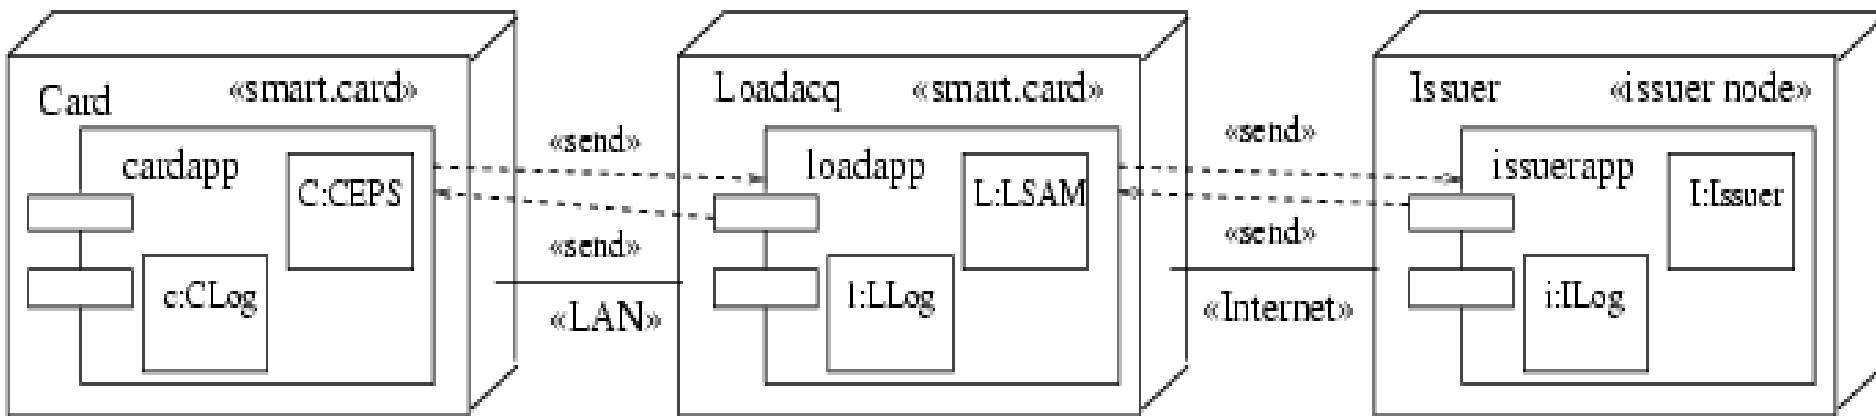 Card «smart.card»
cardapp
C:CEPS
c:CLog
«send»
«send»
«LAN»
Loadacq «smart.card»
loadapp
L:LSAM
l:LLog
«send»
«send»
«Internet»
Issuer «issuer node»
issuerapp
I:Issuer
i:ILog